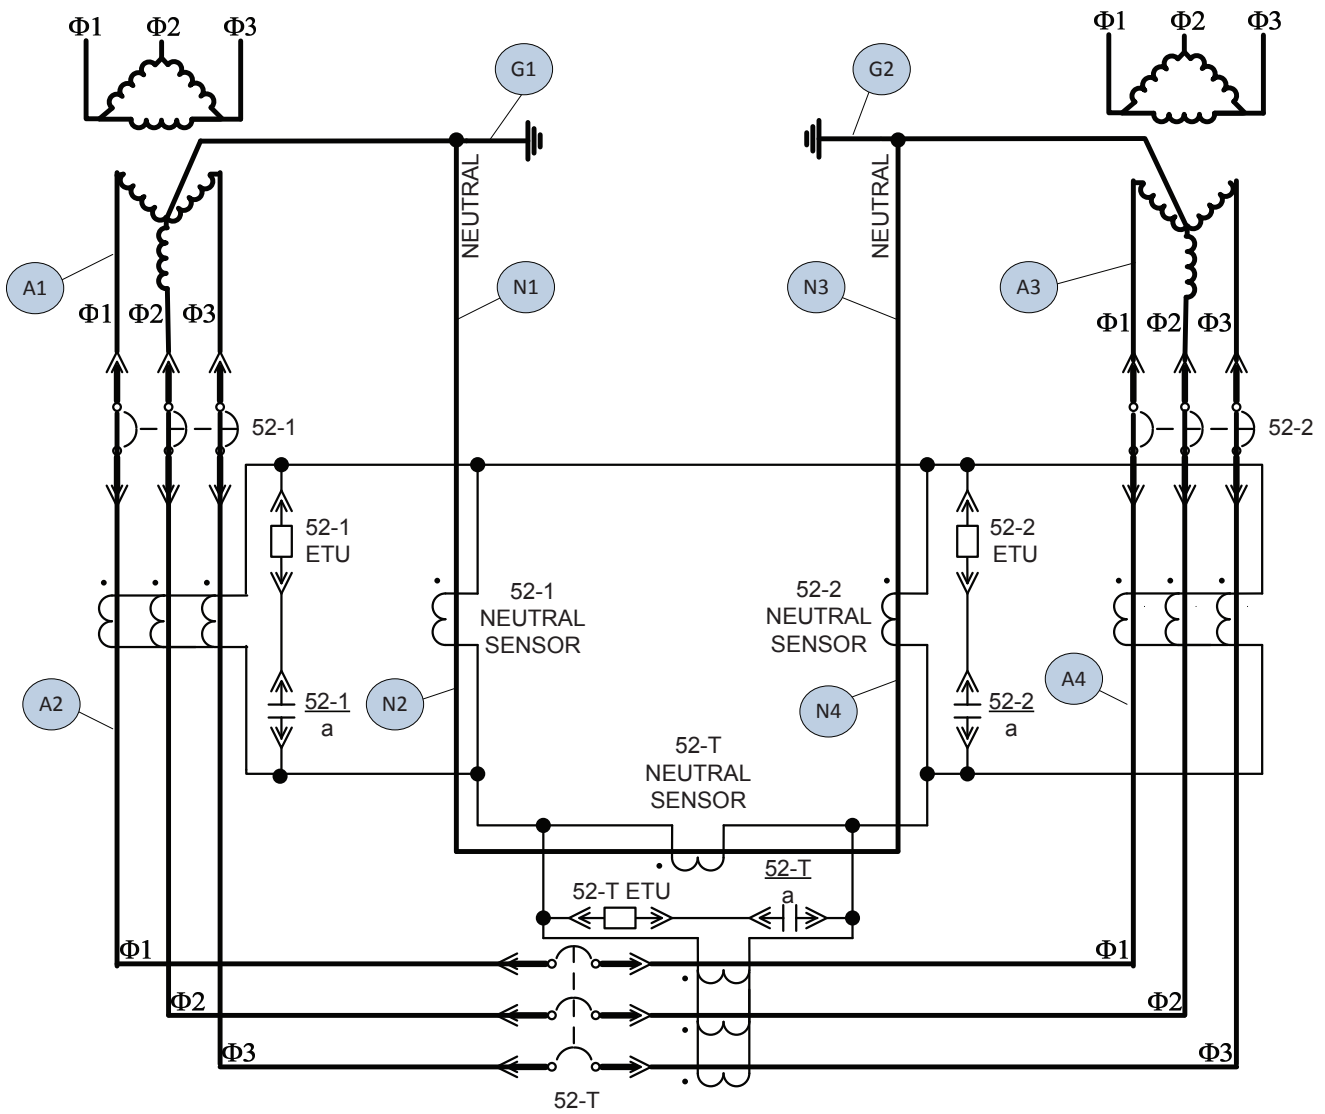 Φ1 Φ2 Φ3
Φ1 Φ2 Φ3
G1
G2
NEUTRAL
NEUTRAL
A1
N1
N3
A3
Φ1 Φ2 Φ3
Φ1 Φ2 Φ3
52-1
52-2
52-1
ETU
52-2
ETU
52-1
NEUTRAL
SENSOR
52-2
NEUTRAL
SENSOR
A2
52-1
a
N2
N4
52-2
a
A4
52-T
NEUTRAL
SENSOR
52-T ETU
52-T
a
Φ1
Φ1
Φ2
Φ2
Φ3
Φ3
52-T